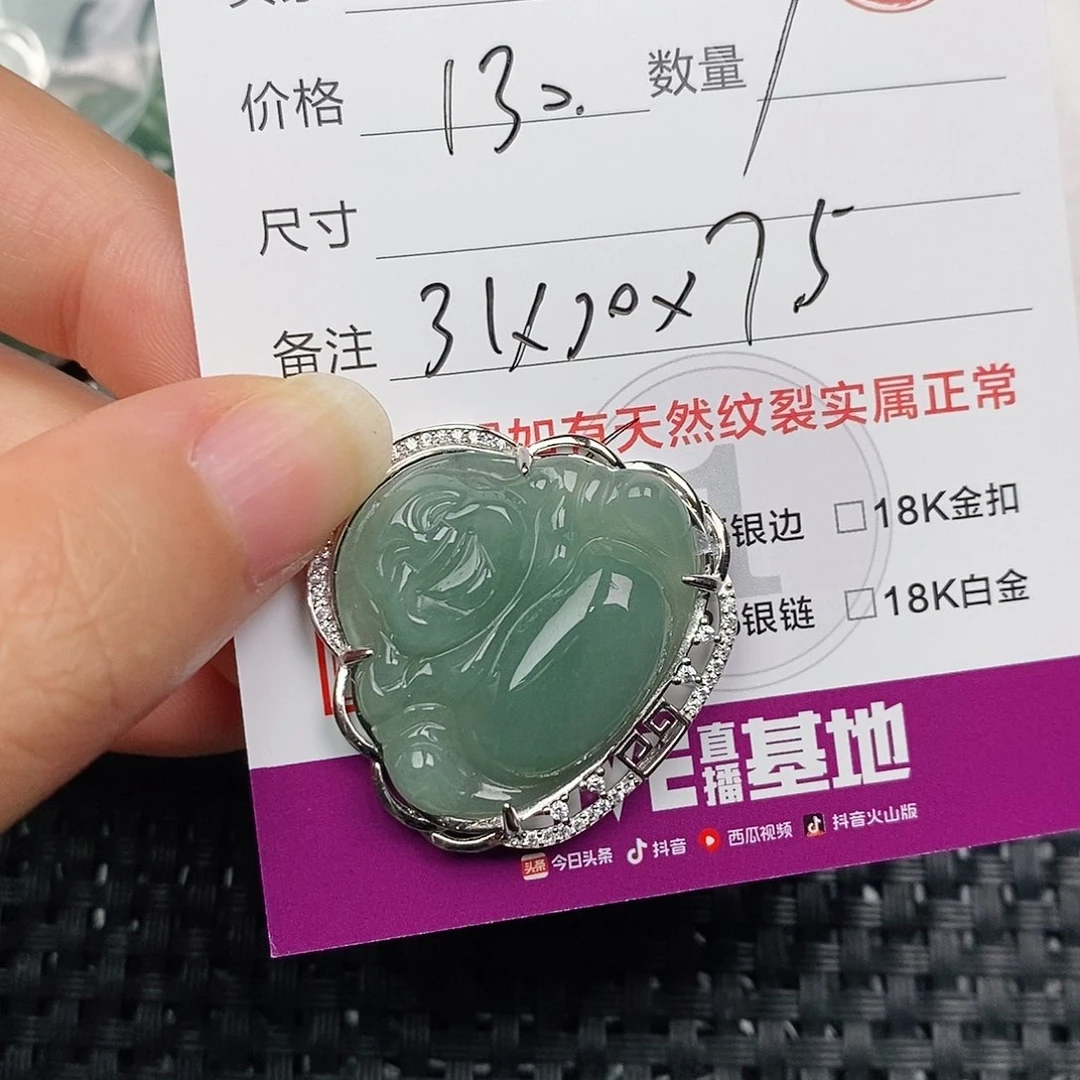 价格 130. 数量 1
尺寸
备注 31X30X75
如有天然纹裂实属正常
银边 □18K金扣
银链 □18K白金
直播基地
今日头条 抖音 西瓜视频 抖音火山版